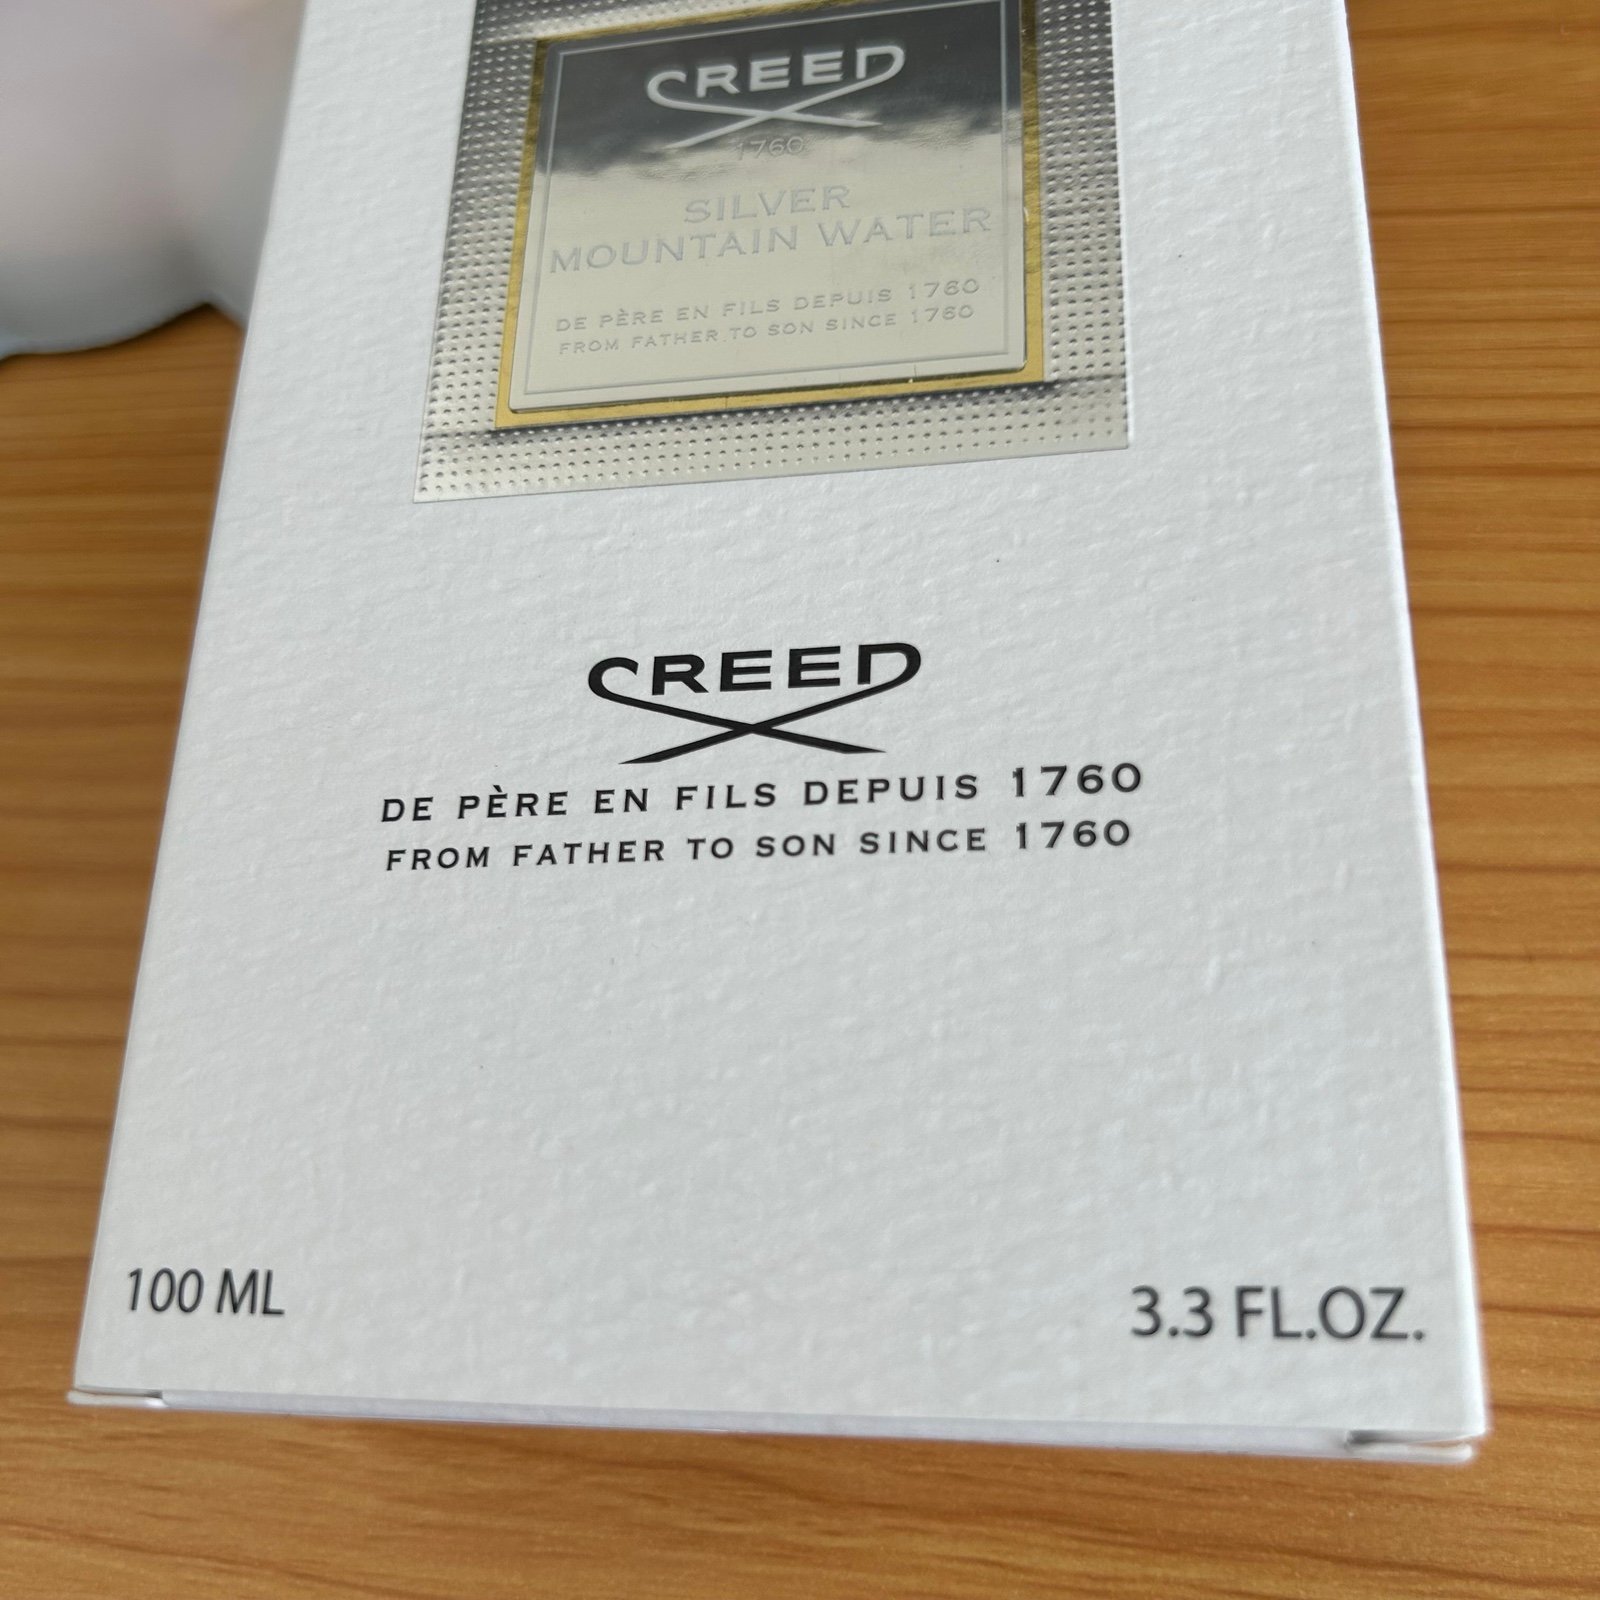 CREED
1760
SILVER
MOUNTAIN WATER
DE PÈRE EN FILS DEPUIS 1760
FROM FATHER TO SON SINCE 1760
CREED
DE PÈRE EN FILS DEPUIS 1760
FROM FATHER TO SON SINCE 1760
100 ML
3.3 FL.OZ.